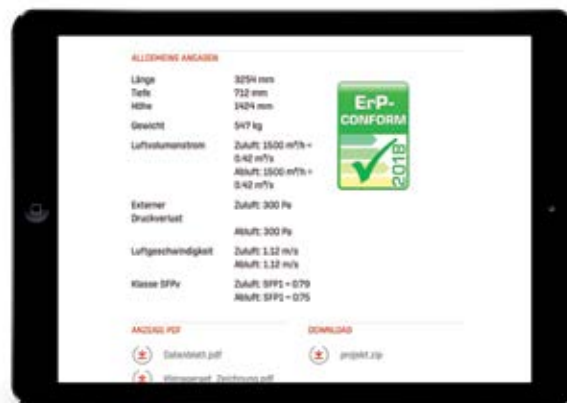 ALLGEMEINE ANGABEN
Länge 3254 mm
Tiefe 712 mm
Höhe 1424 mm
Gewicht 547 kg
Luftvolumenstrom Zuluft: 1500 m³/h =
0.42 m³/s
Abluft: 1500 m³/h =
0.42 m³/s
Externer Zuluft: 300 Pa
Druckverlust
Abluft: 300 Pa
Luftgeschwindigkeit Zuluft: 1.12 m/s
Abluft: 1.12 m/s
Klasse SFPv Zuluft: SFP1 – 0.79
Abluft: SFP1 – 0.75
ErP-
CONFORM
2018
ANZEIGE PDF DOWNLOAD
Datenblatt.pdf projekt.zip
Klimageraet_Zeichnung.pdf